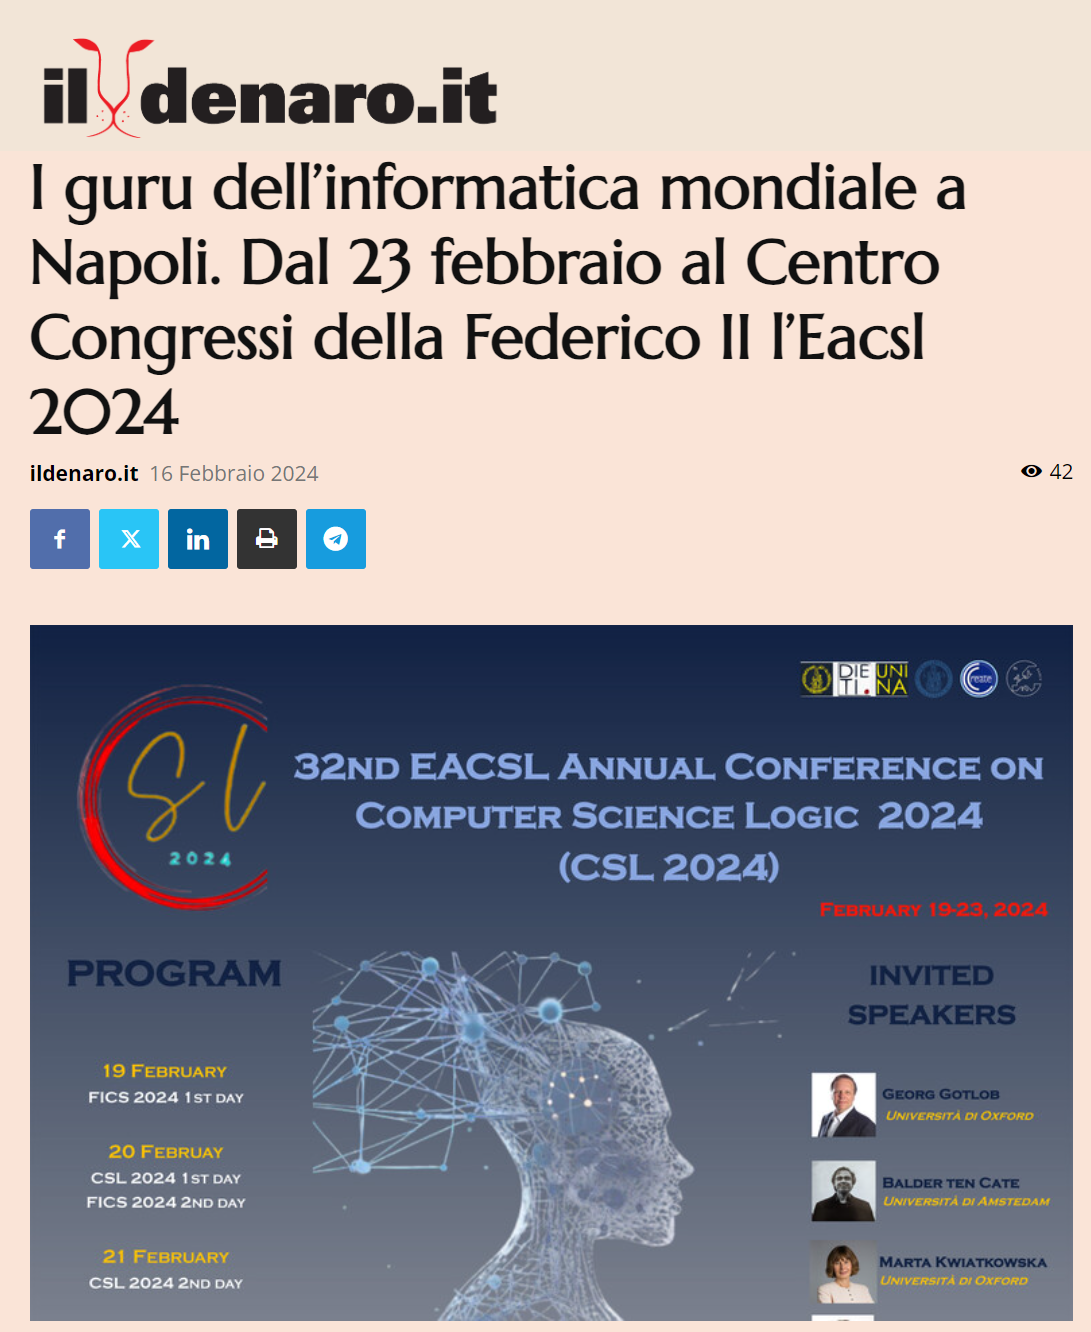 ildenaro.it
I guru dell’informatica mondiale a
Napoli. Dal 23 febbraio al Centro
Congressi della Federico II l’Eacsl
2024
ildenaro.it 16 Febbraio 2024 42
DIE UNI
TI. NA
create
Sl
2024
32nd EACSL Annual Conference on
Computer Science Logic 2024
(CSL 2024)
February 19-23, 2024
PROGRAM
19 February
FICS 2024 1st day
20 Februay
CSL 2024 1st day
FICS 2024 2nd day
21 February
CSL 2024 2nd day
INVITED
SPEAKERS
Georg Gotlob
Università di Oxford
Balder ten Cate
Università di Amstedam
Marta Kwiatkowska
Università di Oxford